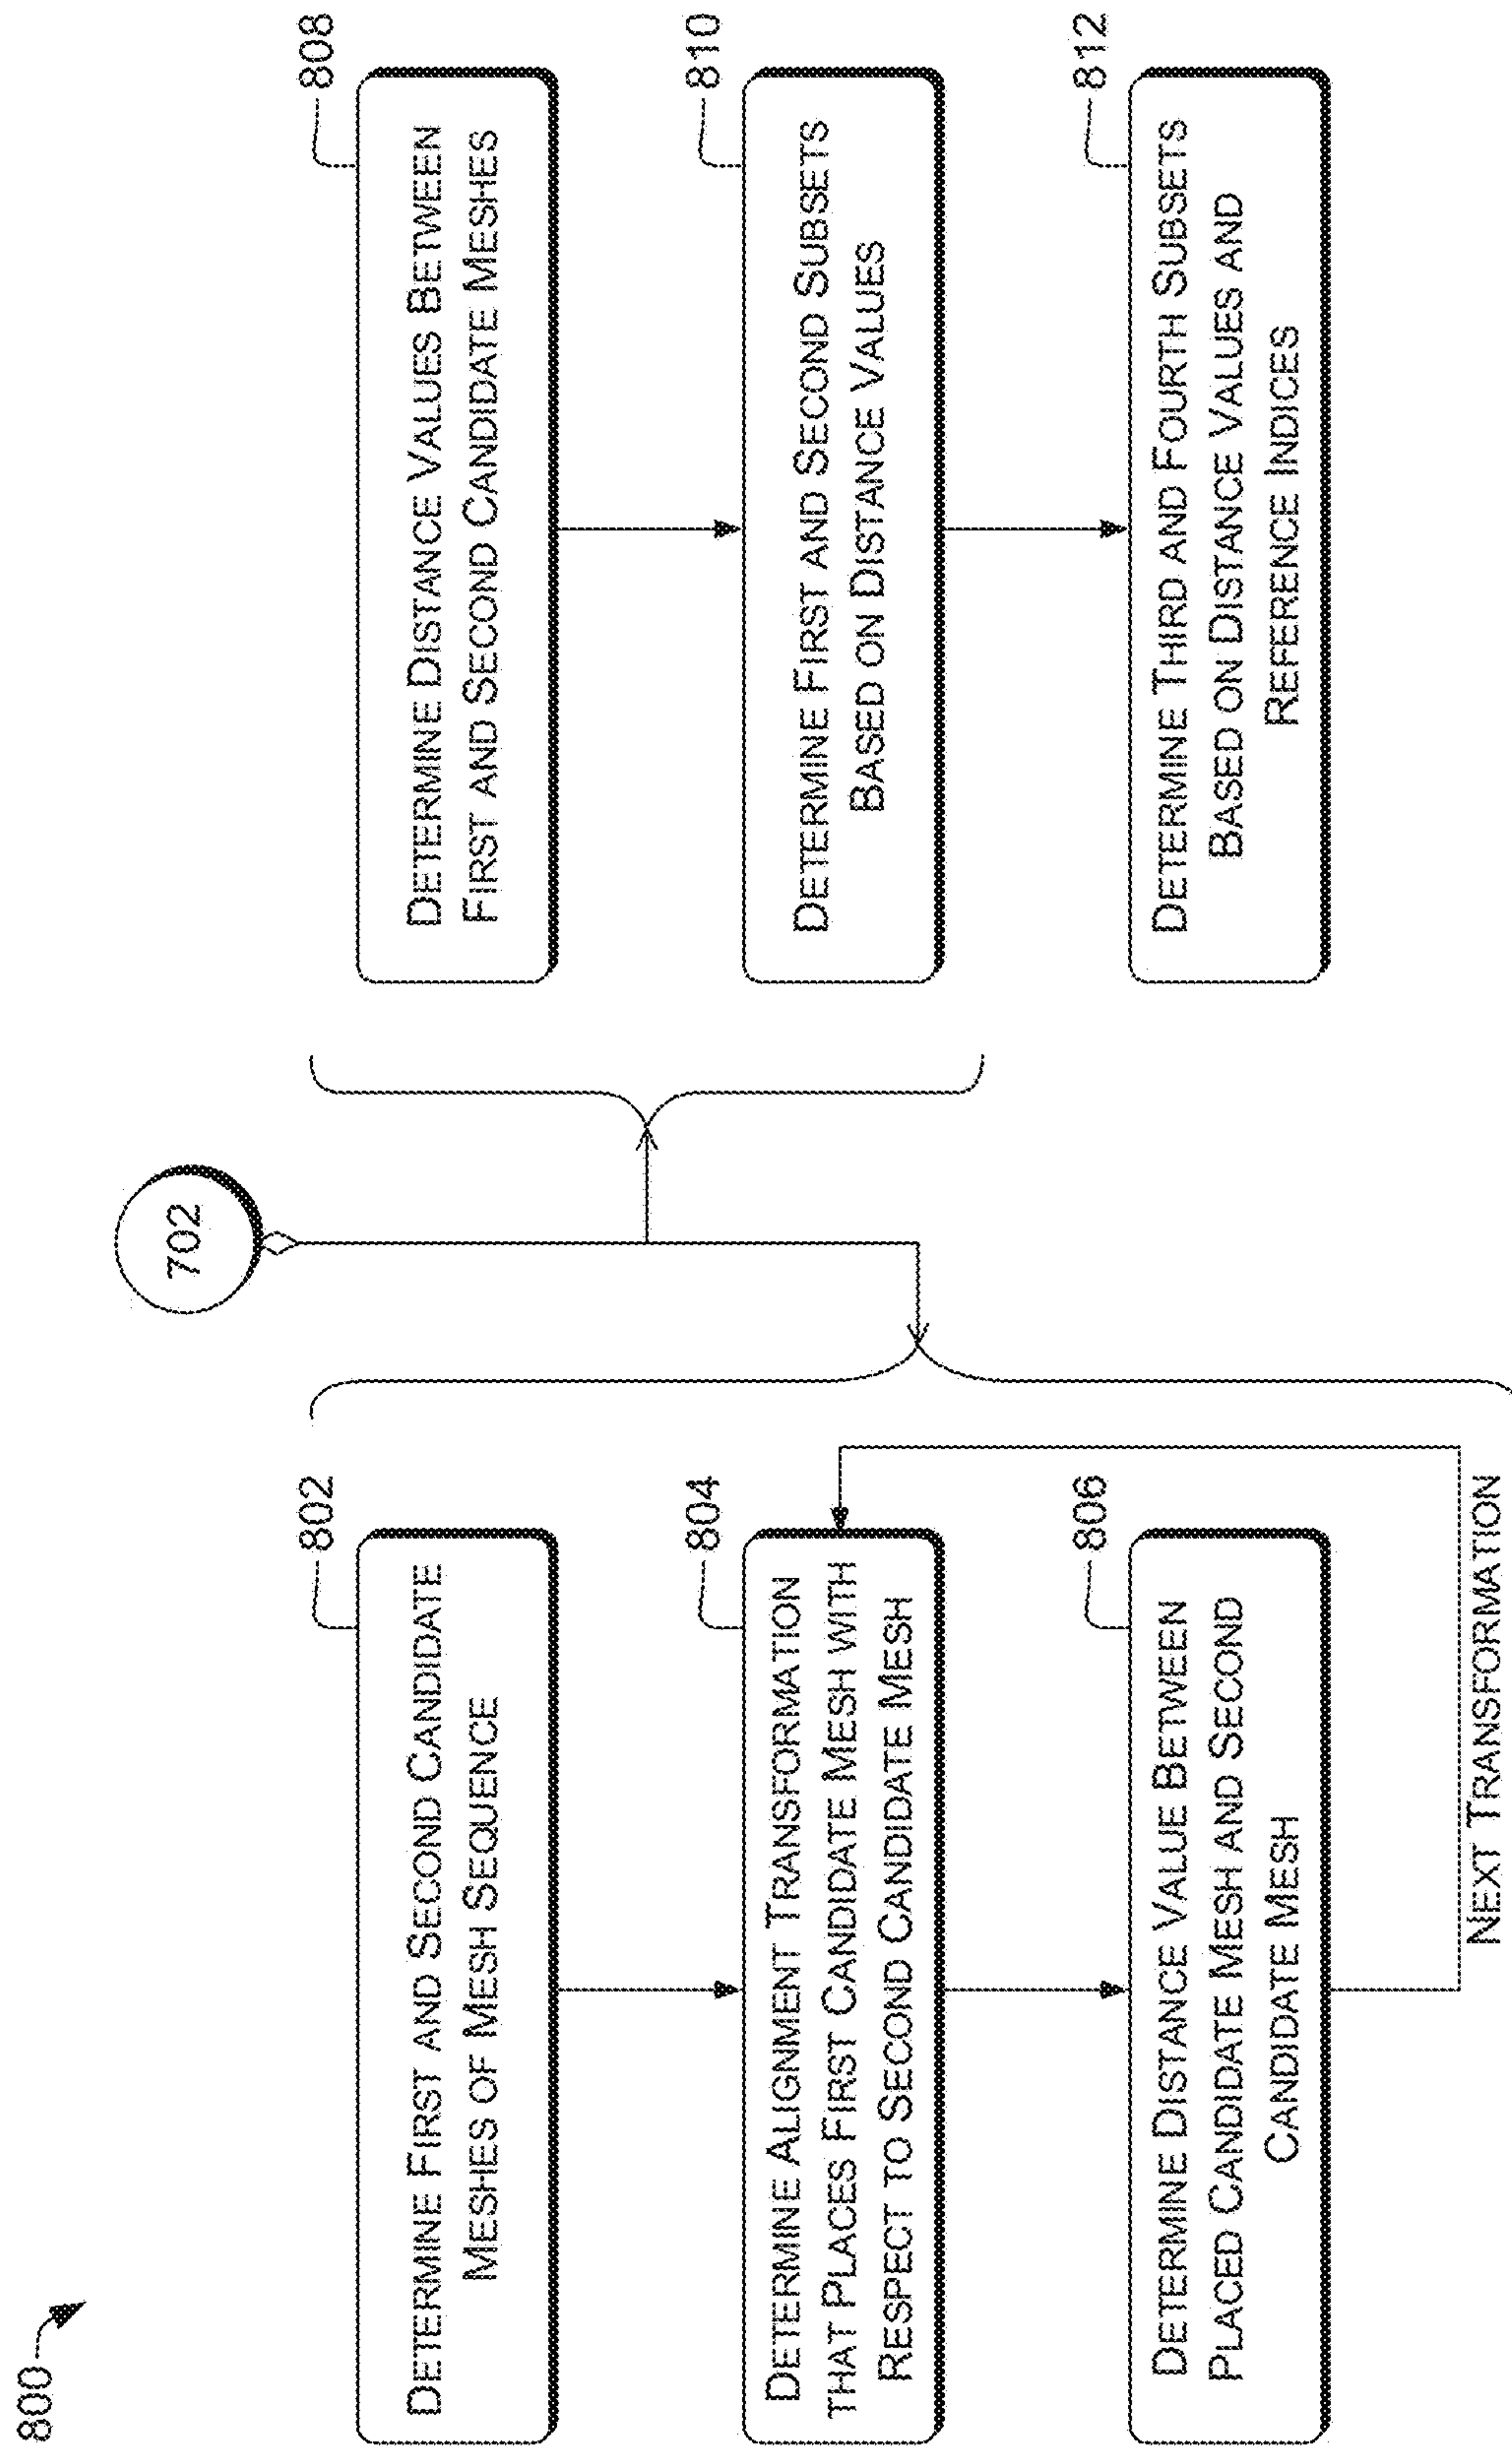 800
702
802
DETERMINE FIRST AND SECOND CANDIDATE
MESHES OF MESH SEQUENCE
804
DETERMINE ALIGNMENT TRANSFORMATION
THAT PLACES FIRST CANDIDATE MESH WITH
RESPECT TO SECOND CANDIDATE MESH
806
DETERMINE DISTANCE VALUE BETWEEN
PLACED CANDIDATE MESH AND SECOND
CANDIDATE MESH
NEXT TRANSFORMATION
808
DETERMINE DISTANCE VALUES BETWEEN
FIRST AND SECOND CANDIDATE MESHES
810
DETERMINE FIRST AND SECOND SUBSETS
BASED ON DISTANCE VALUES
812
DETERMINE THIRD AND FOURTH SUBSETS
BASED ON DISTANCE VALUES AND
REFERENCE INDICES